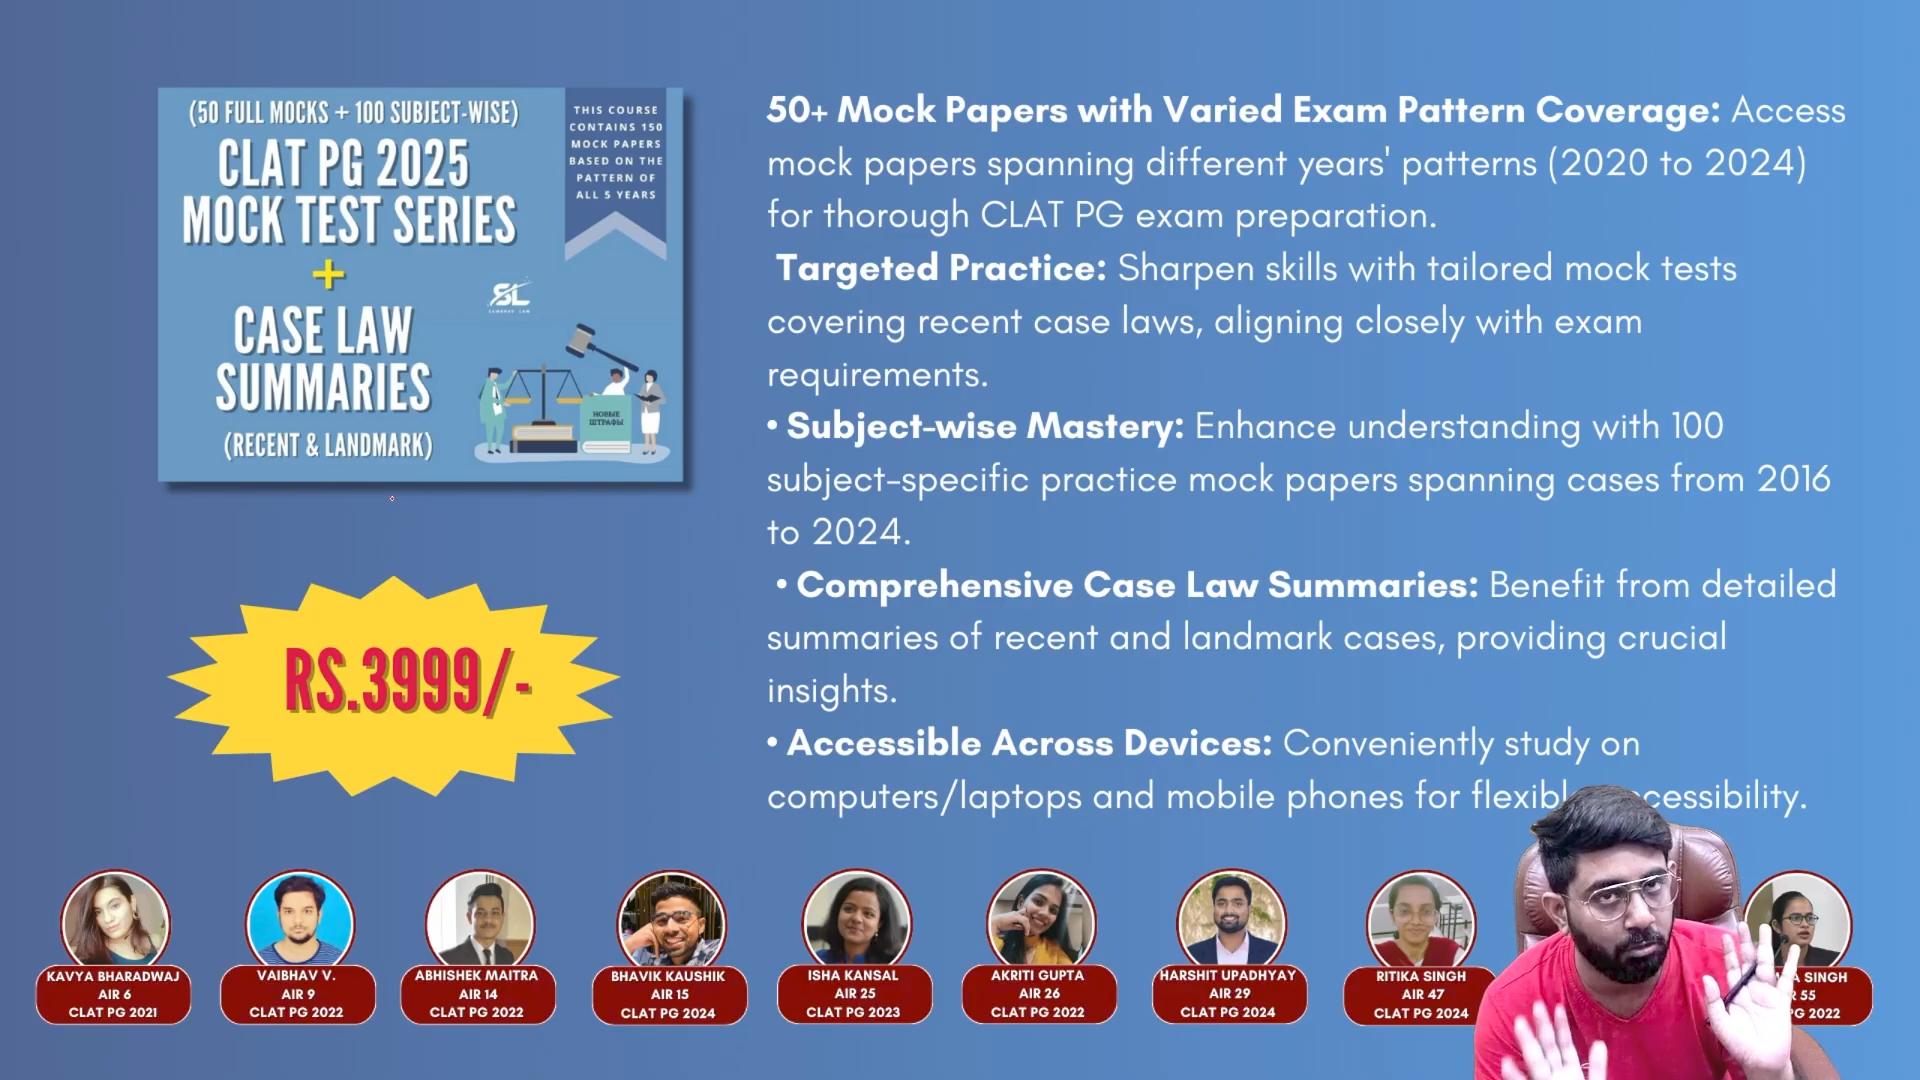 (50 FULL MOCKS + 100 SUBJECT-WISE)
CLAT PG 2025
MOCK TEST SERIES
+
CASE LAW
SUMMARIES
(RECENT & LANDMARK)
THIS COURSE
CONTAINS 150
MOCK PAPERS
BASED ON THE
PATTERN OF
ALL 5 YEARS
SL
НОВЫЕ
ШТРАФЫ
RS.3999/-
50+ Mock Papers with Varied Exam Pattern Coverage: Access
mock papers spanning different years' patterns (2020 to 2024)
for thorough CLAT PG exam preparation.
Targeted Practice: Sharpen skills with tailored mock tests
covering recent case laws, aligning closely with exam
requirements.
• Subject-wise Mastery: Enhance understanding with 100
subject-specific practice mock papers spanning cases from 2016
to 2024.
• Comprehensive Case Law Summaries: Benefit from detailed
summaries of recent and landmark cases, providing crucial
insights.
• Accessible Across Devices: Conveniently study on
computers/laptops and mobile phones for
KAVYA BHARADWAJ
AIR 6
CLAT PG 2021
VAIBHAV V.
AIR 9
CLAT PG 2022
ABHISHEK MAITRA
AIR 14
CLAT PG 2022
BHAVIK KAUSHIK
AIR 15
CLAT PG 2024
ISHA KANSAL
AIR 25
CLAT PG 2023
AKRITI GUPTA
AIR 26
CLAT PG 2022
HARSHIT UPADHYAY
AIR 29
CLAT PG 2024
RITIKA SINGH
AIR 47
CLAT PG 2024
SINGH
55
PG 2022